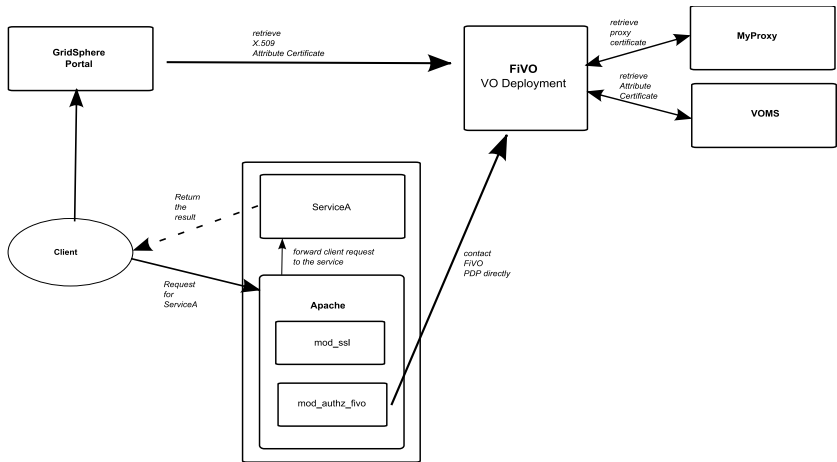 retrieve
X.509
Attribute Certificate
GridSphere
Portal
FiVO
VO Deployment
retrieve
proxy
certificate
MyProxy
retrieve
Attribute
Certificate
VOMS
Return
the
result
ServiceA
Client
forward client request
to the service
Request
for
ServiceA
contact
FiVO
PDP directly
Apache
mod_ssl
mod_authz_fivo